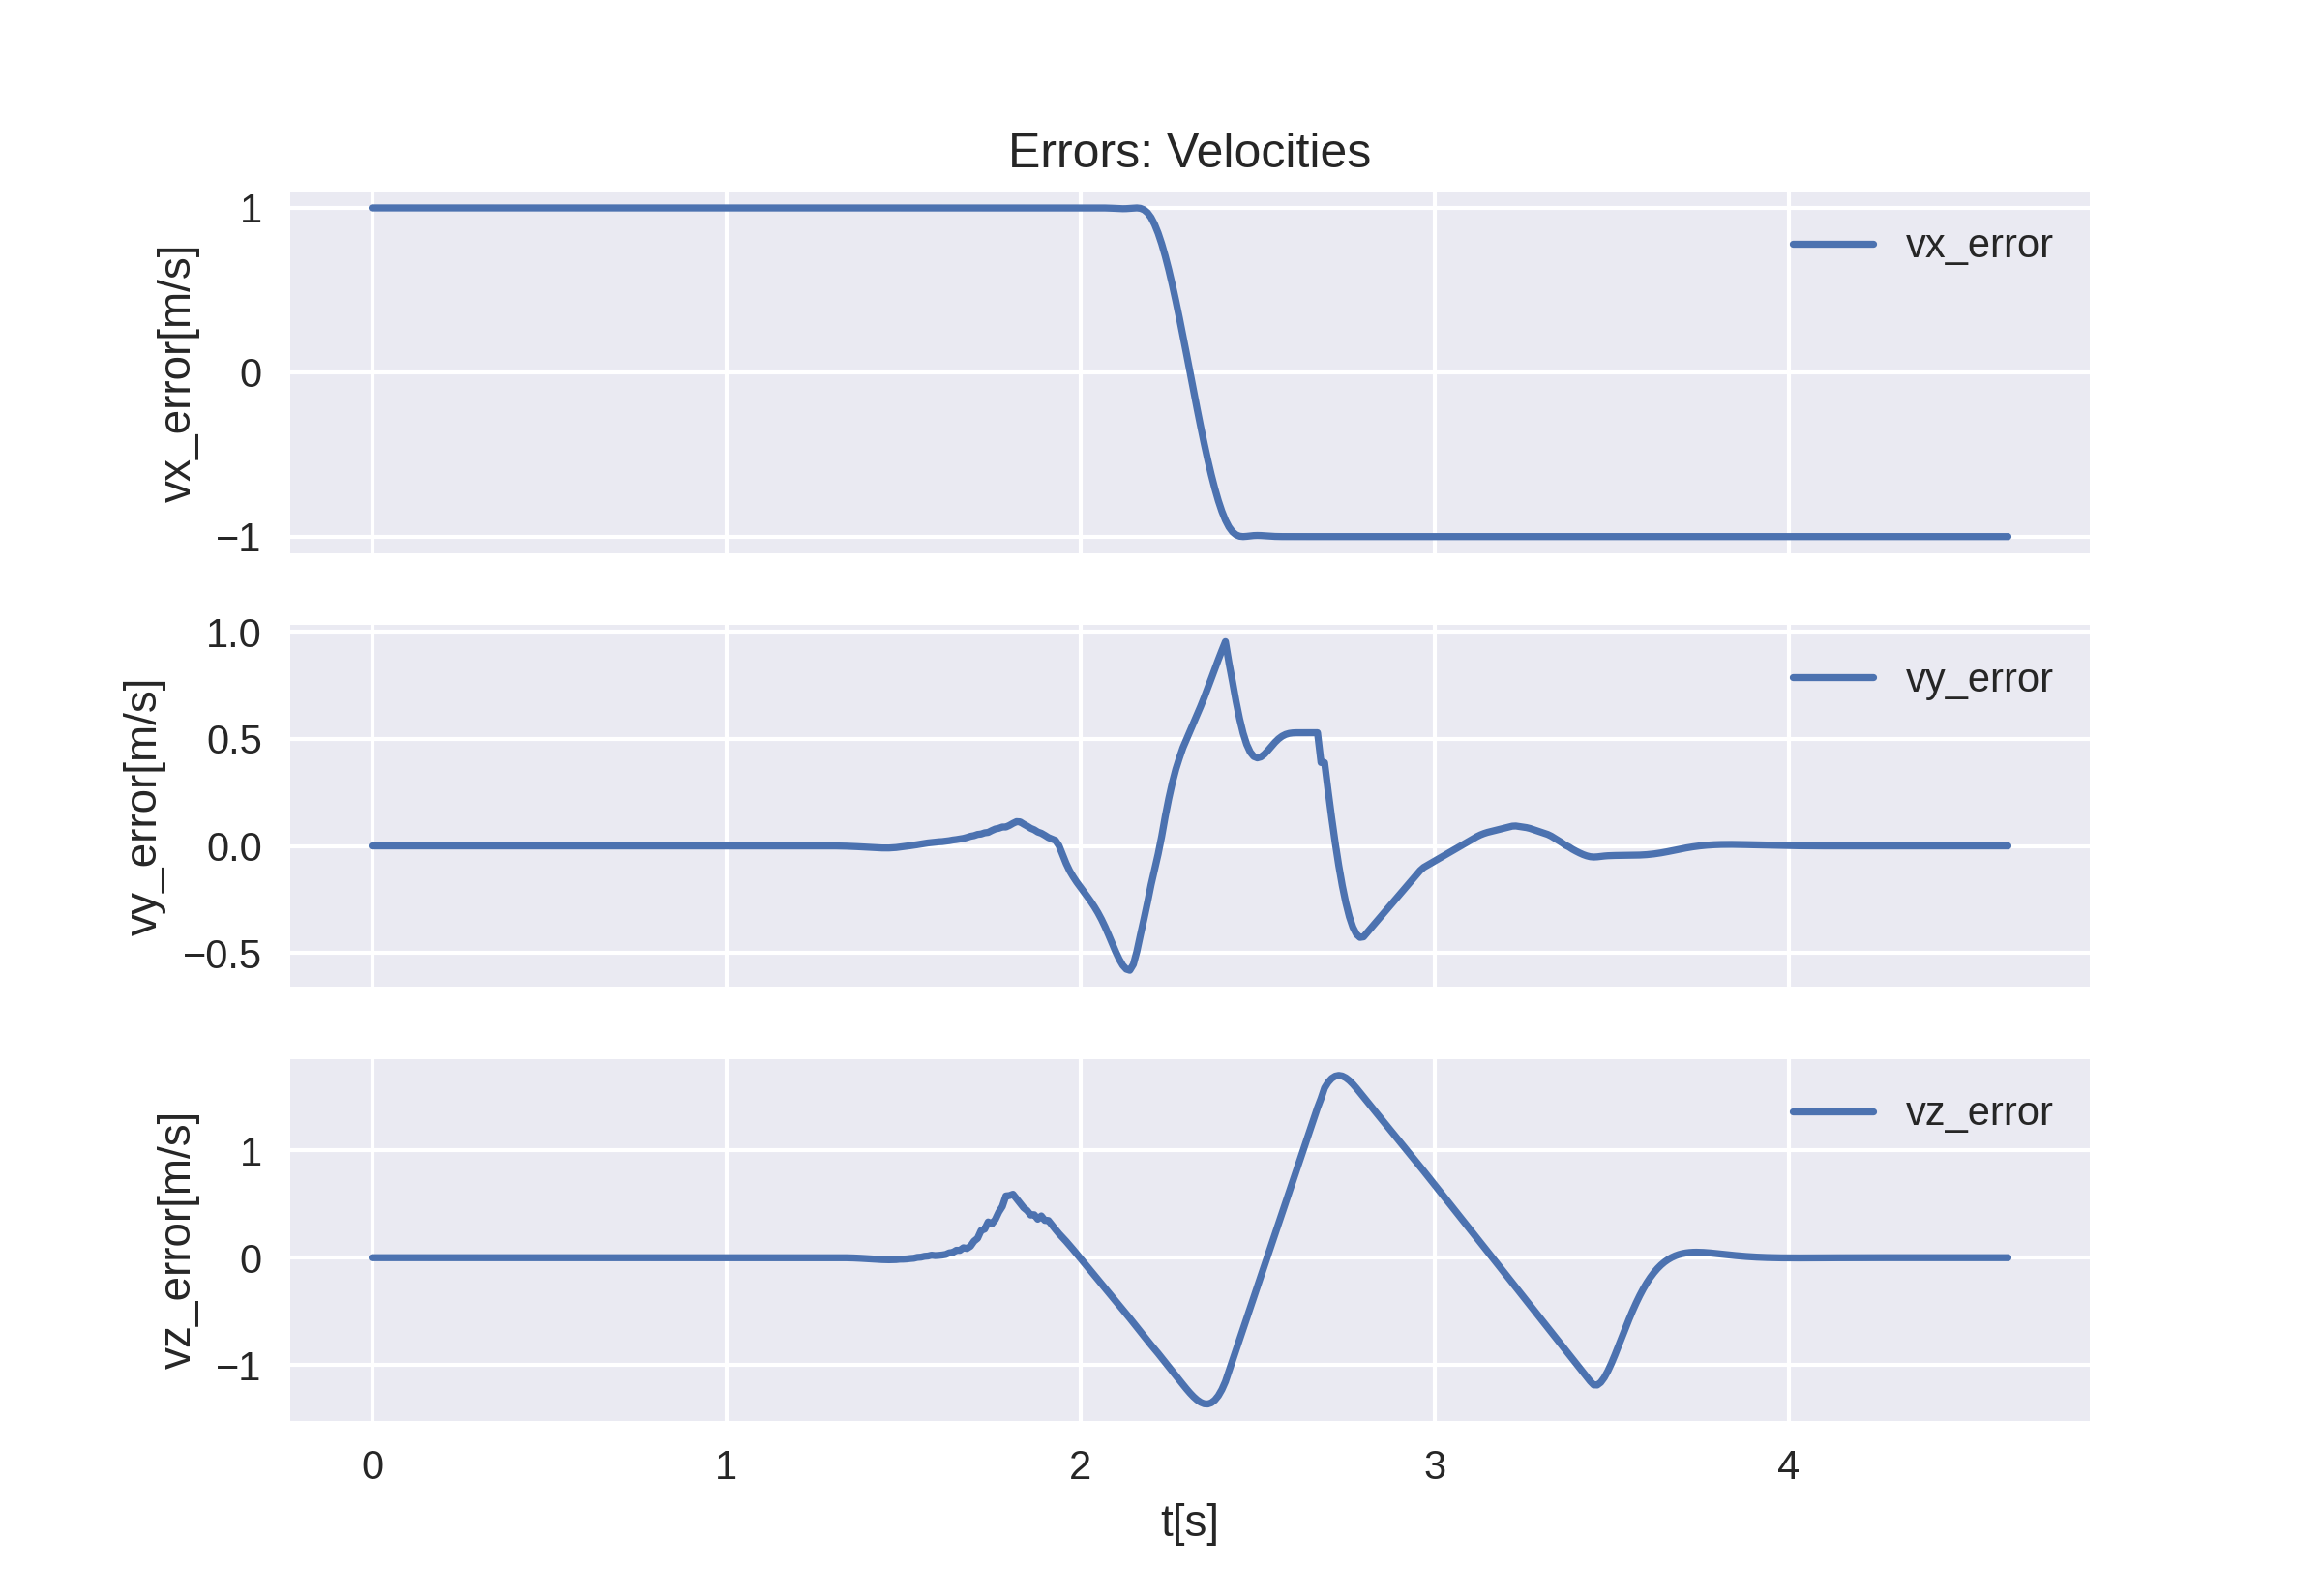 Errors: Velocities
1
0
−1
vx_error[m/s]
vx_error
1.0
0.5
0.0
−0.5
vy_error[m/s]
vy_error
1
0
−1
vz_error[m/s]
vz_error
0 1 2 3 4
t[s]